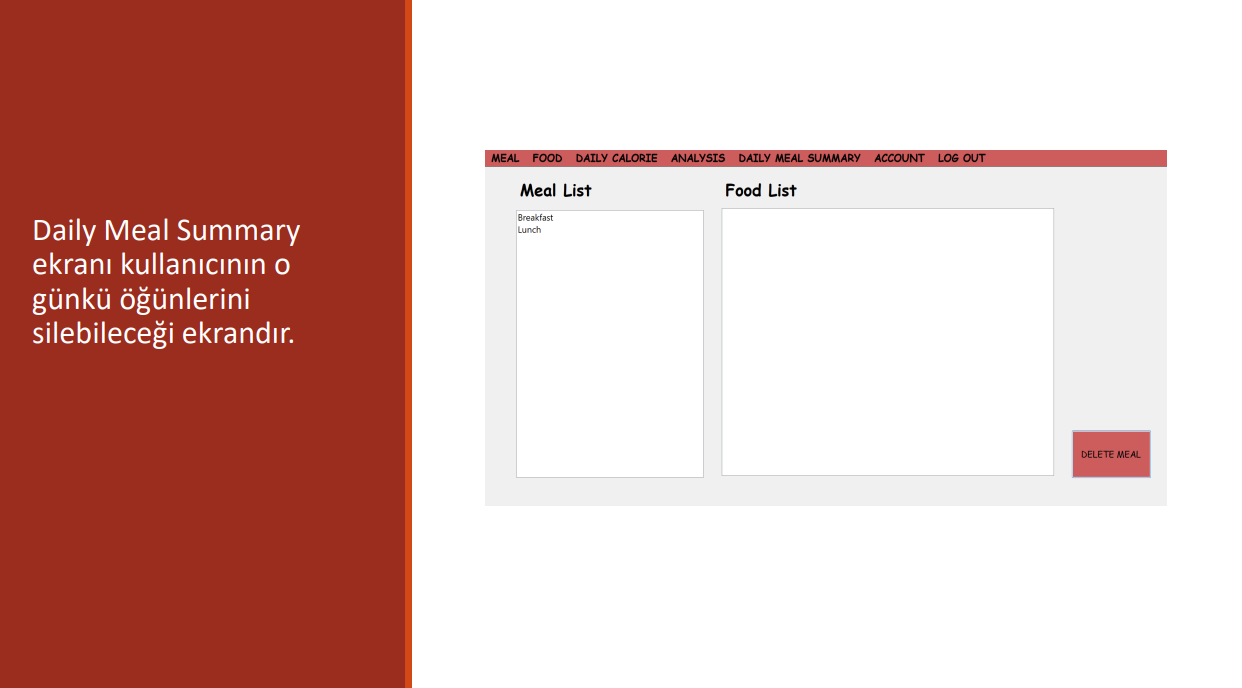 Daily Meal Summary
ekranı kullanıcının o
günkü öğünlerini
silebileceği ekrandır.
MEAL FOOD DAILY CALORIE ANALYSIS DAILY MEAL SUMMARY ACCOUNT LOG OUT
Meal List
Food List
Breakfast
Lunch
DELETE MEAL